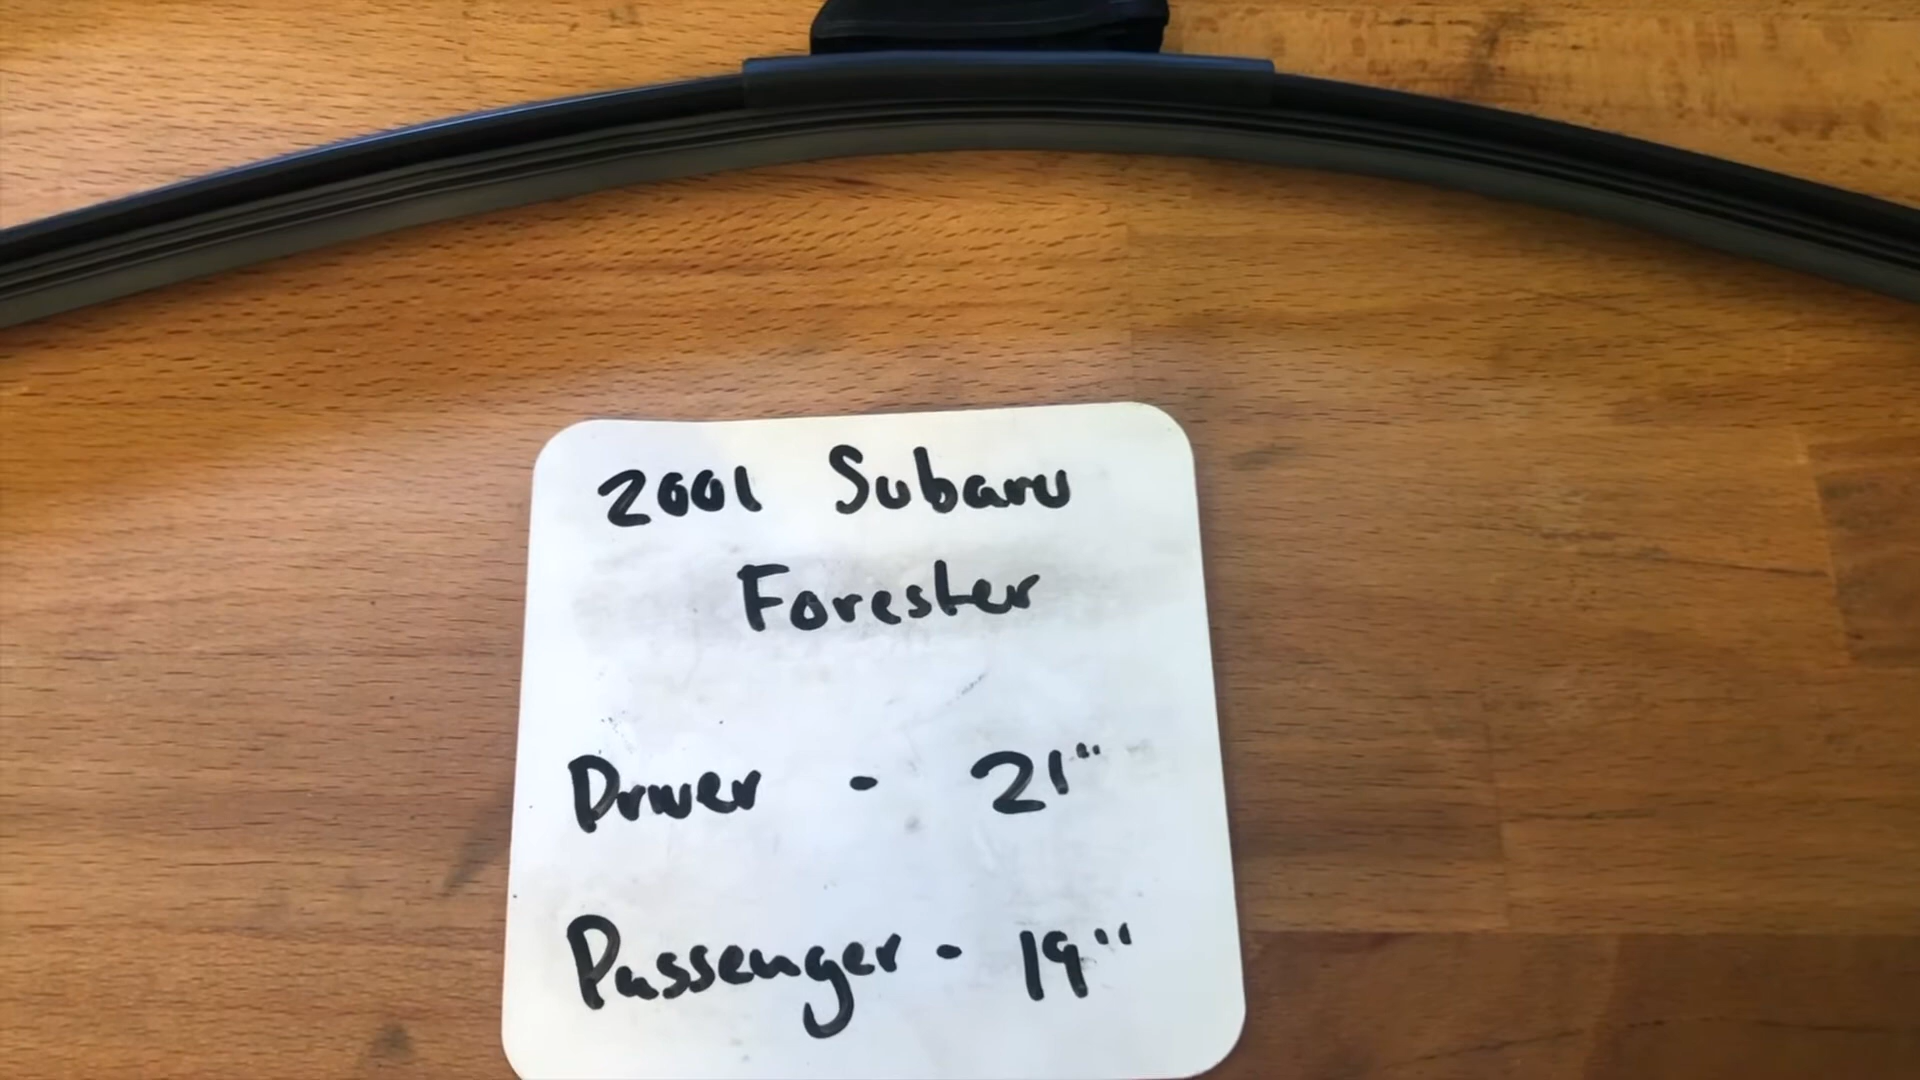 2001 Subaru
Forester
Driver - 21"
Passenger - 19"